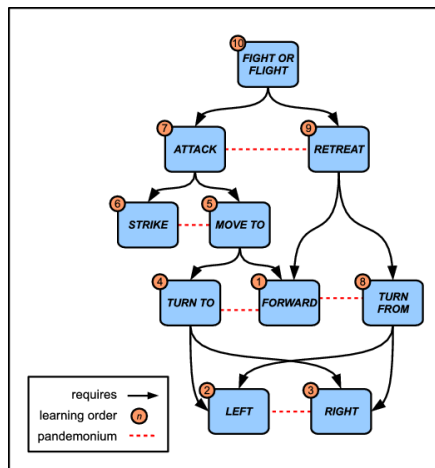 10
FIGHT OR
FLIGHT
7
ATTACK
9
RETREAT
6
STRIKE
5
MOVE TO
4
TURN TO
1
FORWARD
8
TURN
FROM
2
LEFT
3
RIGHT
requires
learning order n
pandemonium